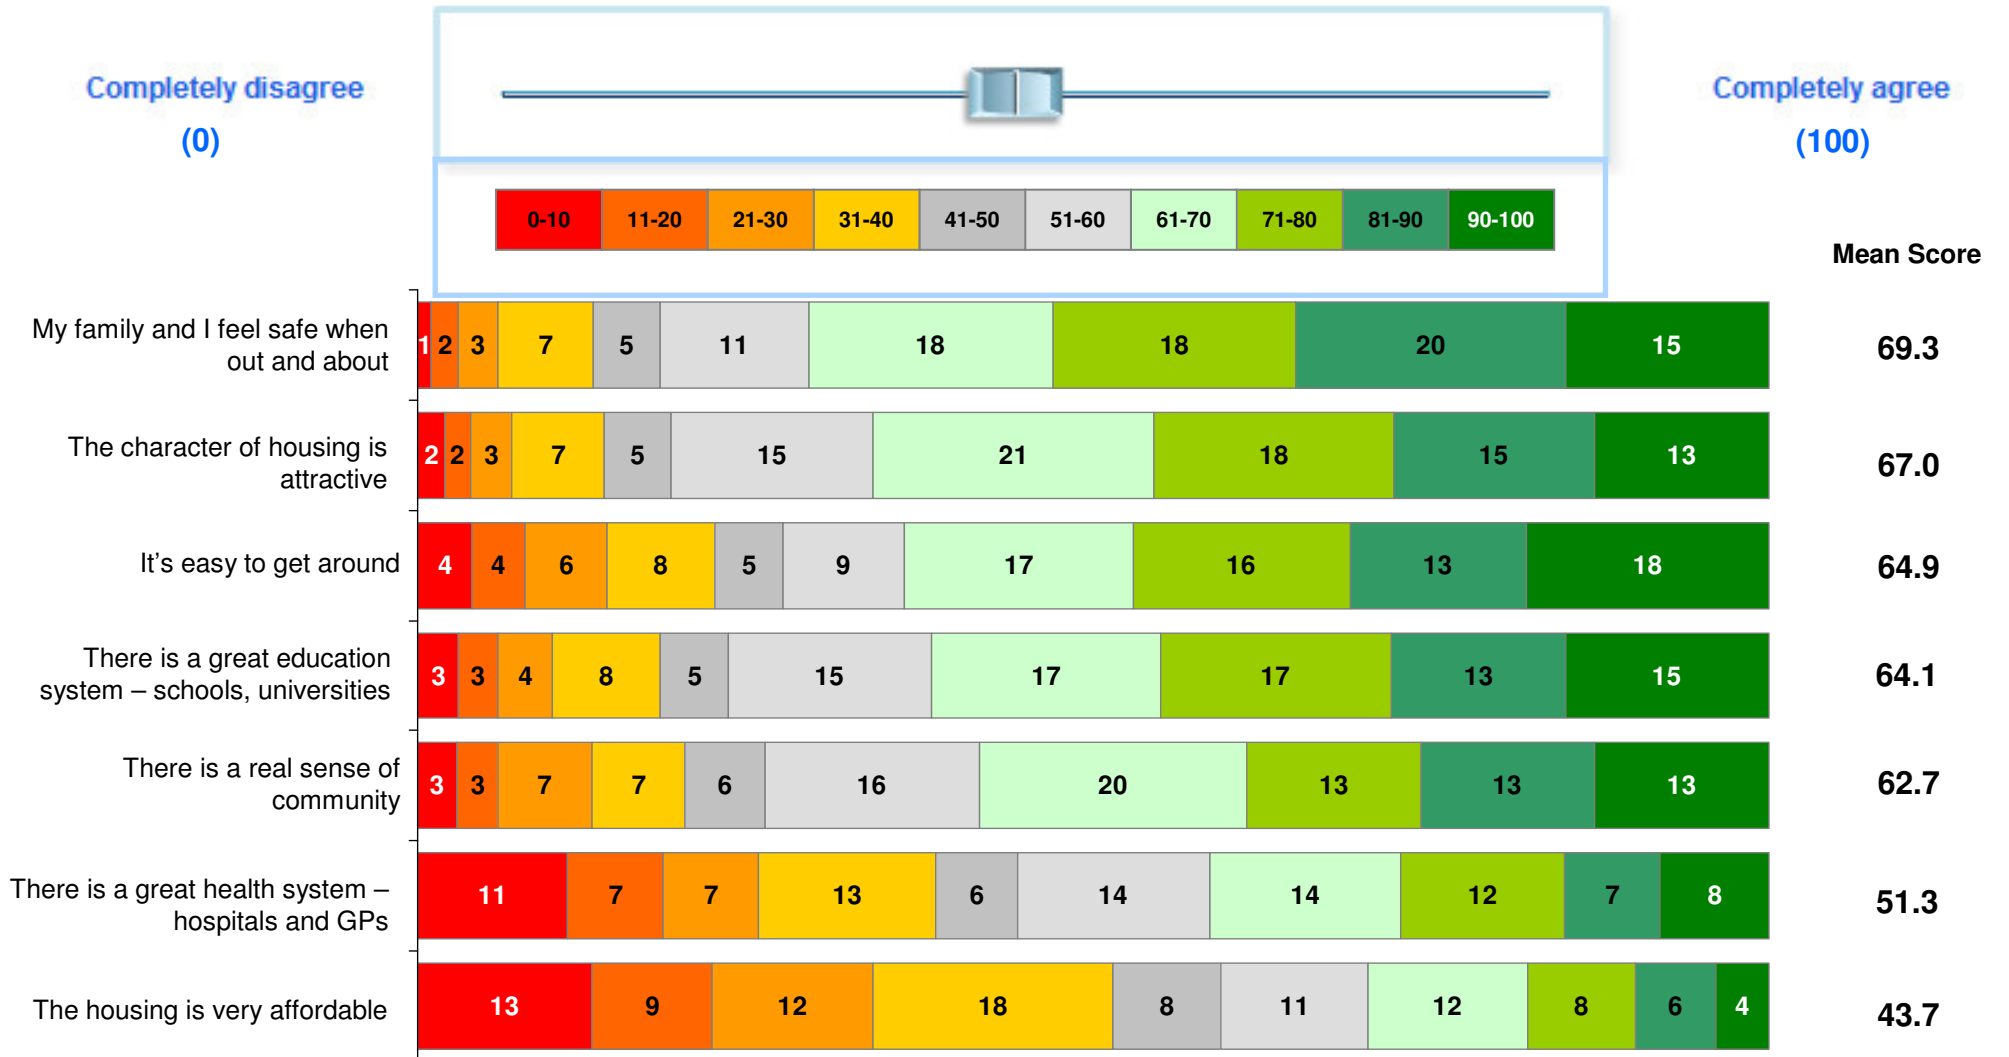 Completely disagree
(0)
Completely agree
(100)
0-10 11-20 21-30 31-40 41-50 51-60 61-70 71-80 81-90 90-100
Mean Score
My family and I feel safe when
out and about
1 2 3 7 5 11 18 18 20 15
69.3
The character of housing is
attractive
2 2 3 7 5 15 21 18 15 13
67.0
It’s easy to get around
4 4 6 8 5 9 17 16 13 18
64.9
There is a great education
system – schools, universities
3 3 4 8 5 15 17 17 13 15
64.1
There is a real sense of
community
3 3 7 7 6 16 20 13 13 13
62.7
There is a great health system –
hospitals and GPs
11 7 7 13 6 14 14 12 7 8
51.3
The housing is very affordable
13 9 12 18 8 11 12 8 6 4
43.7